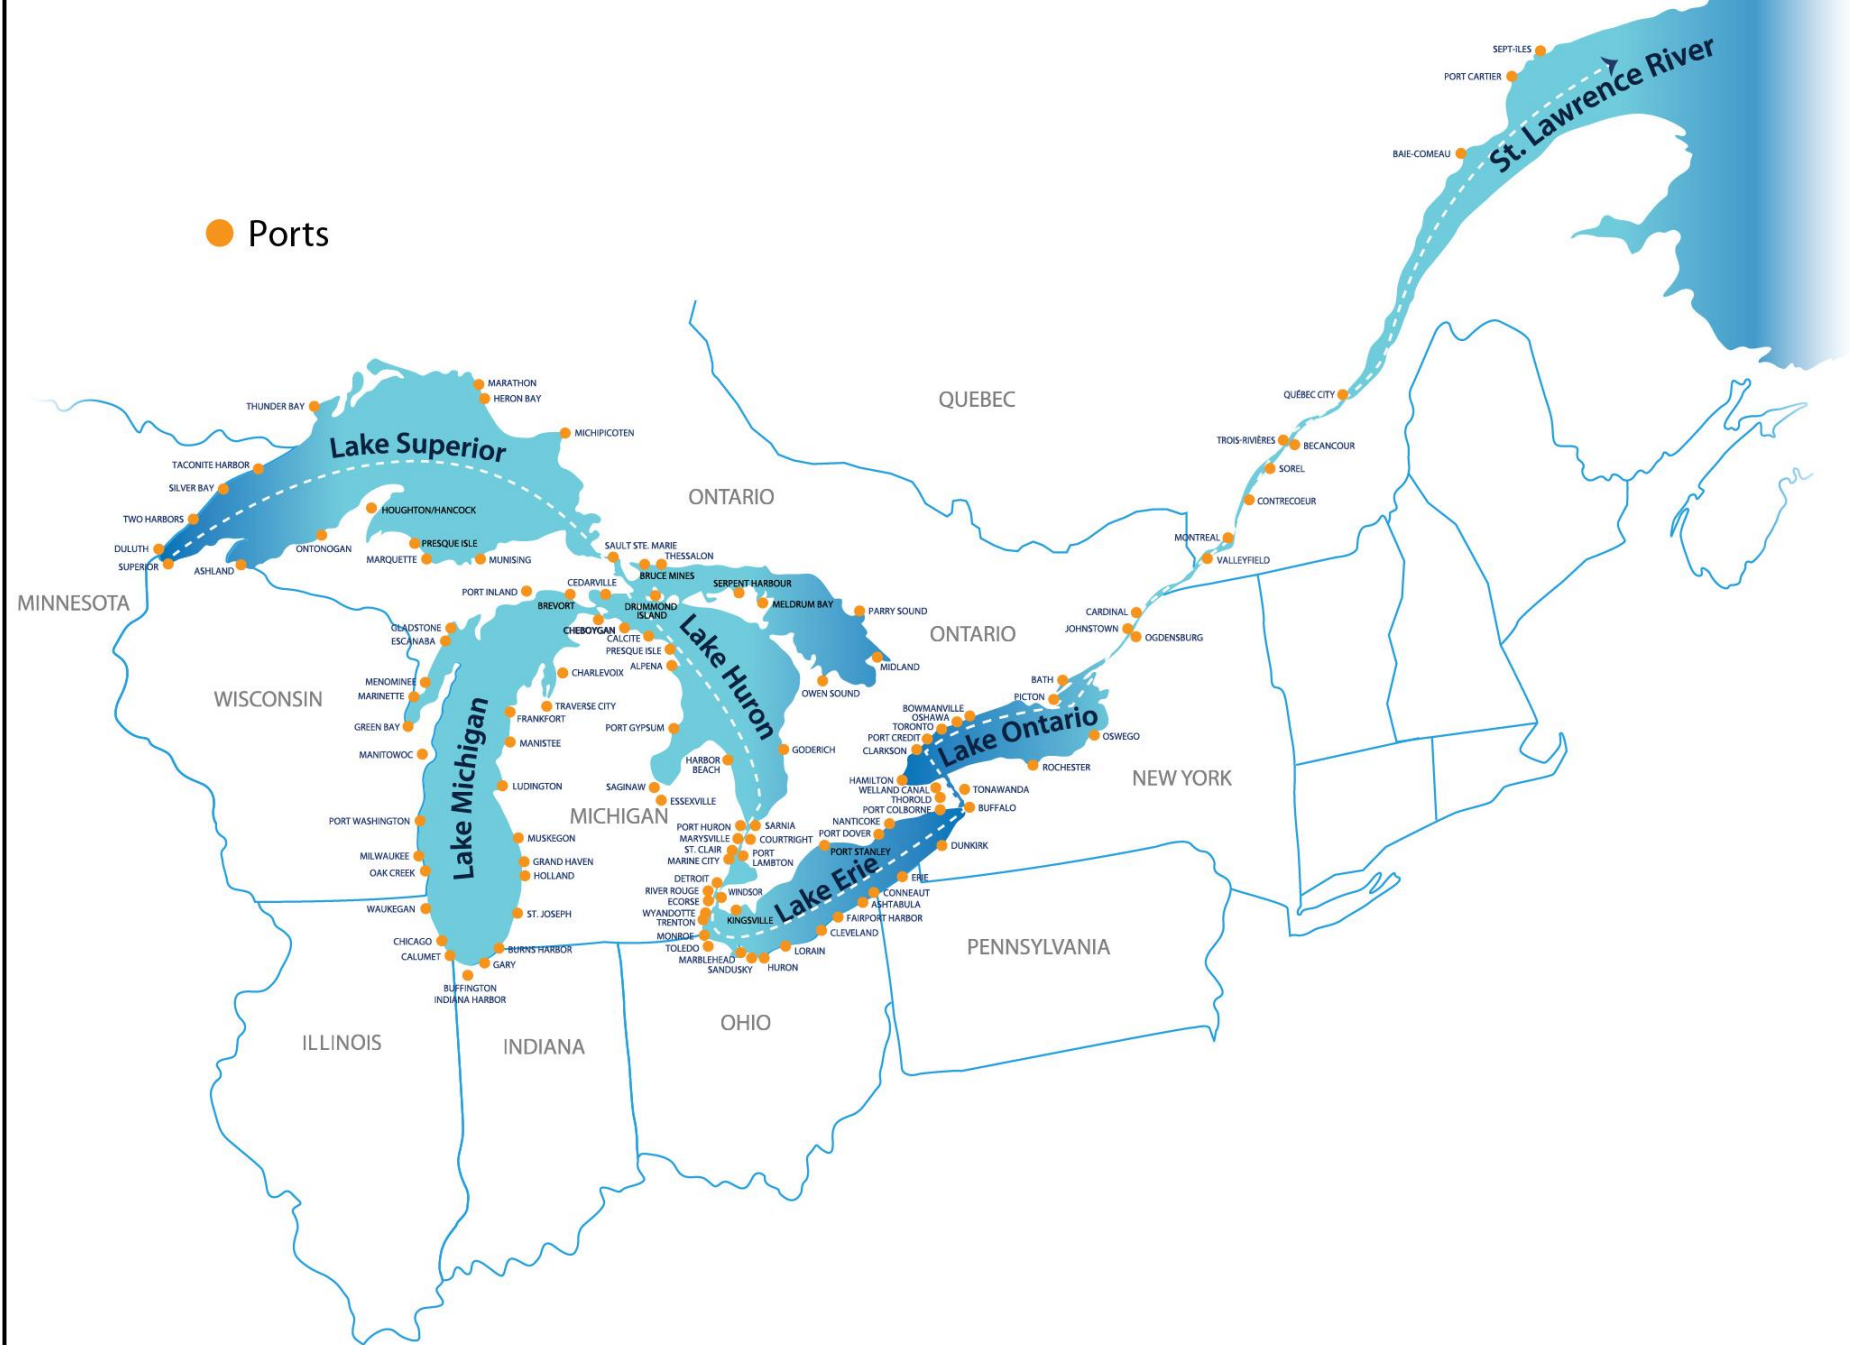 SEPT-ILES
PORT CARTIER
St. Lawrence River
BAIE-COMEAU
Ports
QUÉBEC CITY
QUEBEC
MARATHON
HERON BAY
THUNDER BAY
MICHIPICOTEN
TROIS-RIVIÈRES
BECANCOUR
Lake Superior
TACONITE HARBOR
SOREL
SILVER BAY
ONTARIO
CONTRECOEUR
HOUGHTON/HANCOCK
TWO HARBORS
MONTREAL
PRESQUE ISLE
DULUTH
ONTONOGAN
SAULT STE. MARIE
THESSALON
MARQUETTE
MUNISING
VALLEYFIELD
SUPERIOR
ASHLAND
BRUCE MINES
CEDARVILLE
SERPENT HARBOUR
PORT INLAND
MINNESOTA
BREVORT
DRUMMOND
ISLAND
MELDRUM BAY
PARRY SOUND
CARDINAL
GLADSTONE
CHEBOYGAN
CALCITE
Lake Huron
ONTARIO
JOHNSTOWN
OGDENSBURG
ESCANABA
PRESQUE ISLE
ALPENA
MIDLAND
CHARLEVOIX
MENOMINEE
BATH
MARINETTE
WISCONSIN
OWEN SOUND
PICTON
TRAVERSE CITY
BOWMANVILLE
FRANKFORT
OSHAWA
GREEN BAY
PORT GYPSUM
TORONTO
Lake Ontario
PORT CREDIT
OSWEGO
MANISTEE
GODERICH
CLARKSON
MANITOWOC
Lake Michigan
HARBOR
BEACH
ROCHESTER
HAMILTON
NEW YORK
LUDINGTON
SAGINAW
WELLAND CANAL
TONAWANDA
ESSEXVILLE
THOROLD
BUFFALO
MICHIGAN
PORT COLBORNE
PORT WASHINGTON
NANTICOKE
PORT HURON
SARNIA
PORT DOVER
MUSKEGON
MARYSVILLE
COURTRIGHT
DUNKIRK
ST. CLAIR
PORT
LAMBTON
PORT STANLEY
MILWAUKEE
GRAND HAVEN
MARINE CITY
OAK CREEK
HOLLAND
DETROIT
Lake Erie
ERIE
RIVER ROUGE
WINDSOR
CONNEAUT
ECORSE
ASHTABULA
WAUKEGAN
ST. JOSEPH
WYANDOTTE
KINGSVILLE
FAIRPORT HARBOR
TRENTON
CLEVELAND
MONROE
CHICAGO
BURNS HARBOR
TOLEDO
LORAIN
PENNSYLVANIA
CALUMET
GARY
MARBLEHEAD
SANDUSKY
HURON
BUFFINGTON
INDIANA HARBOR
OHIO
ILLINOIS
INDIANA